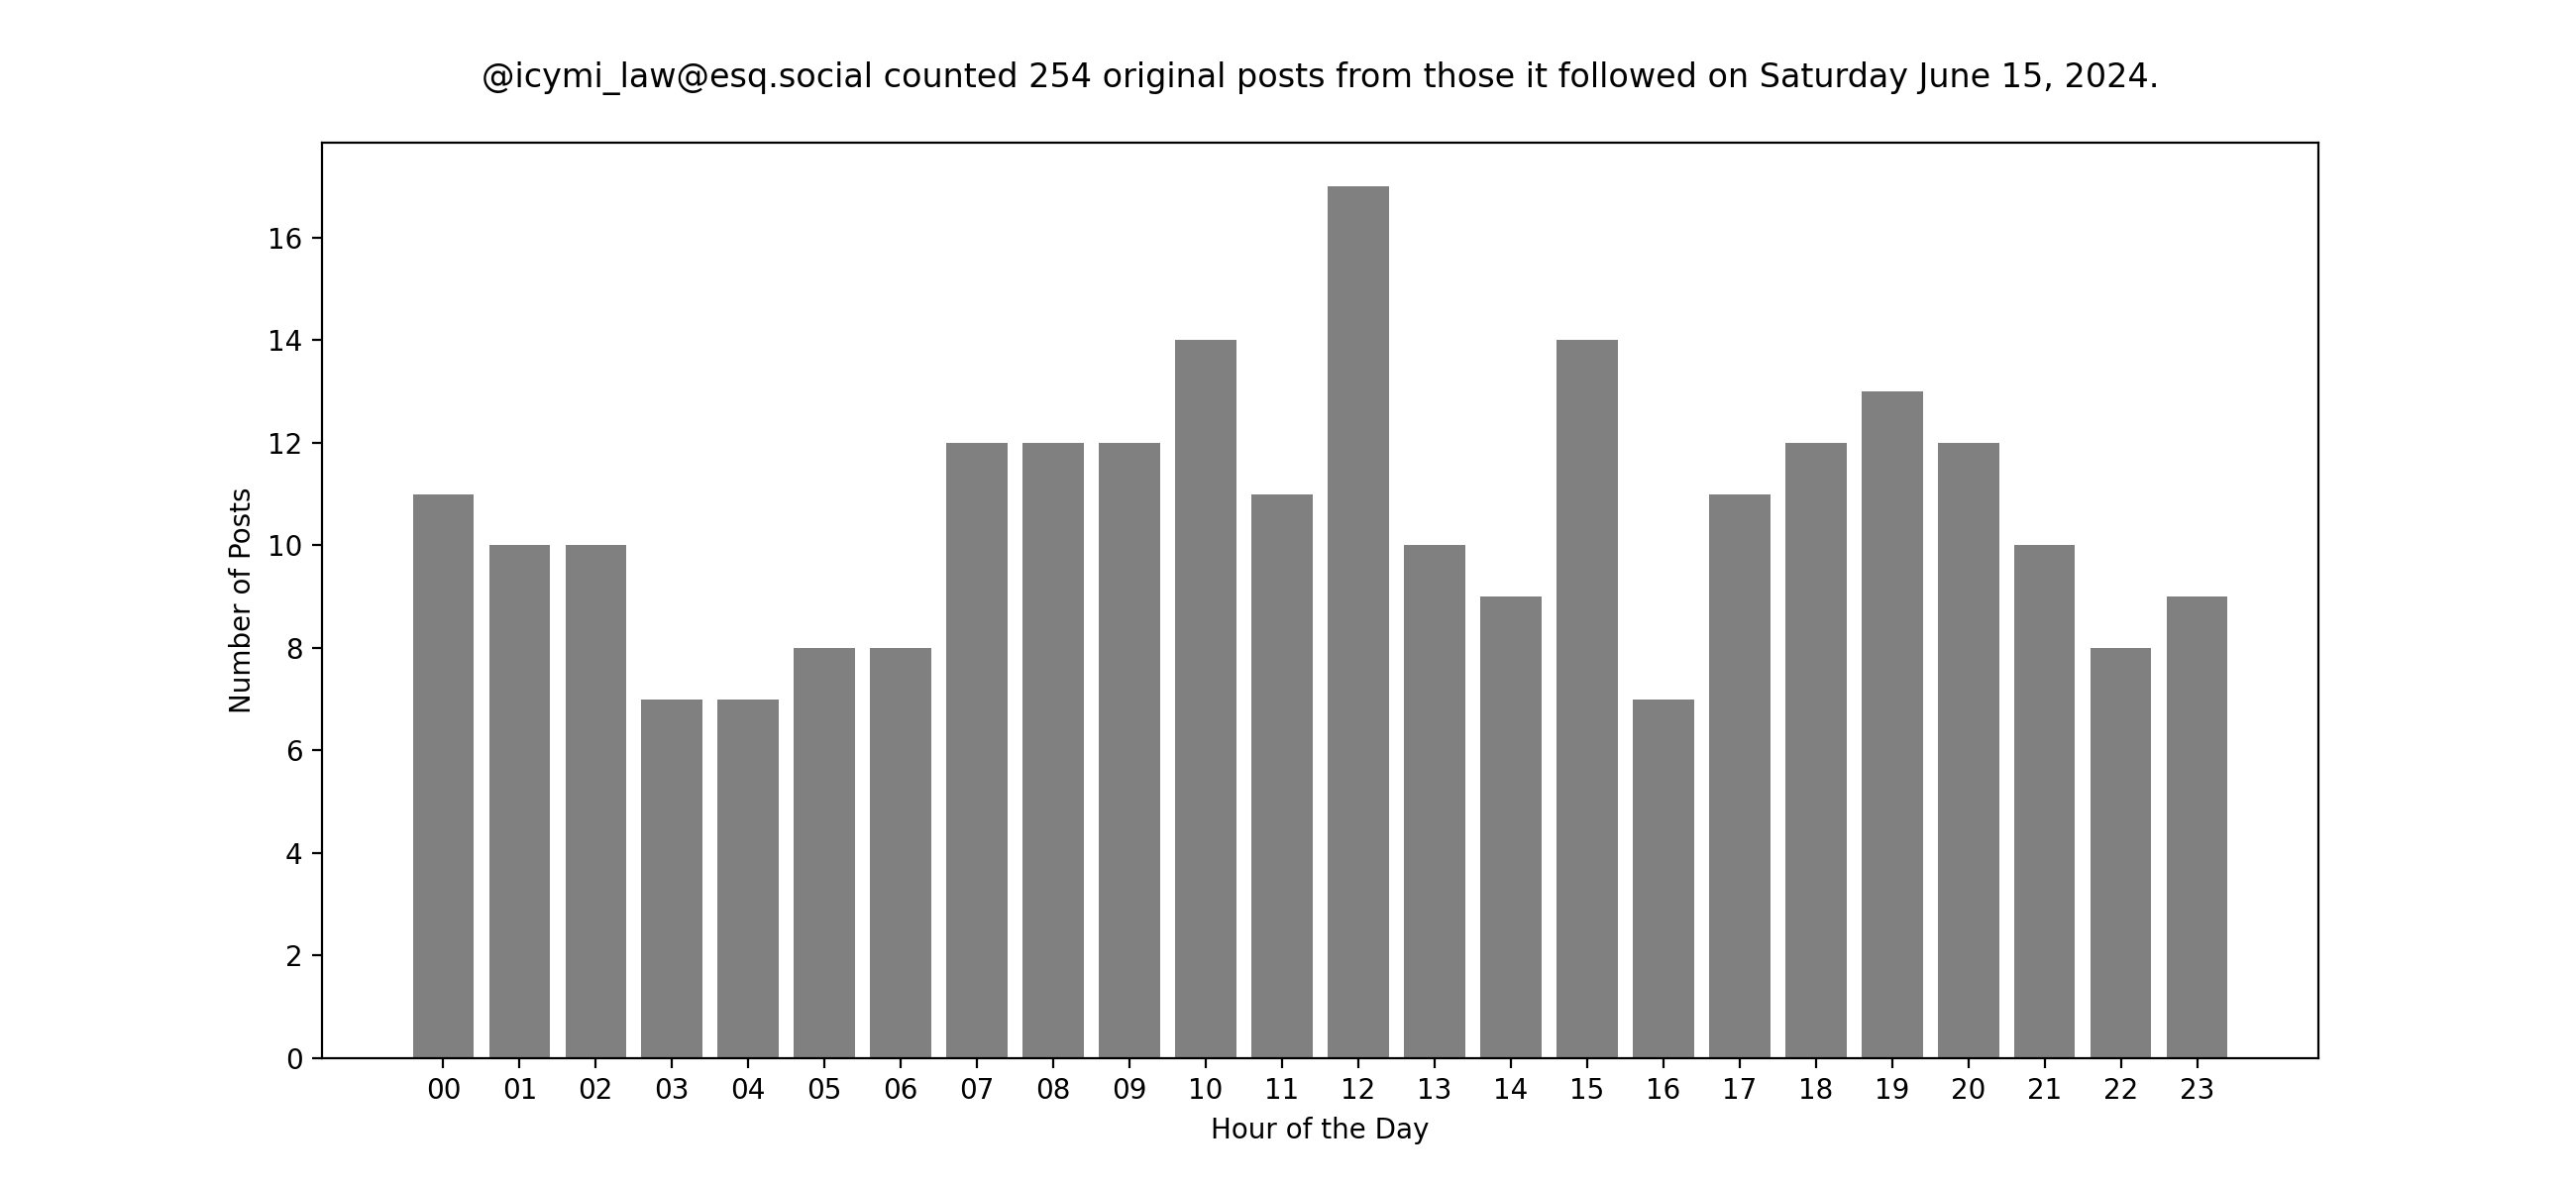 @icymi_law@esq.social counted 254 original posts from those it followed on Saturday June 15, 2024.
Number of Posts
16
14
12
10
8
6
4
2
0
00 01 02 03 04 05 06 07 08 09 10 11 12 13 14 15 16 17 18 19 20 21 22 23
Hour of the Day